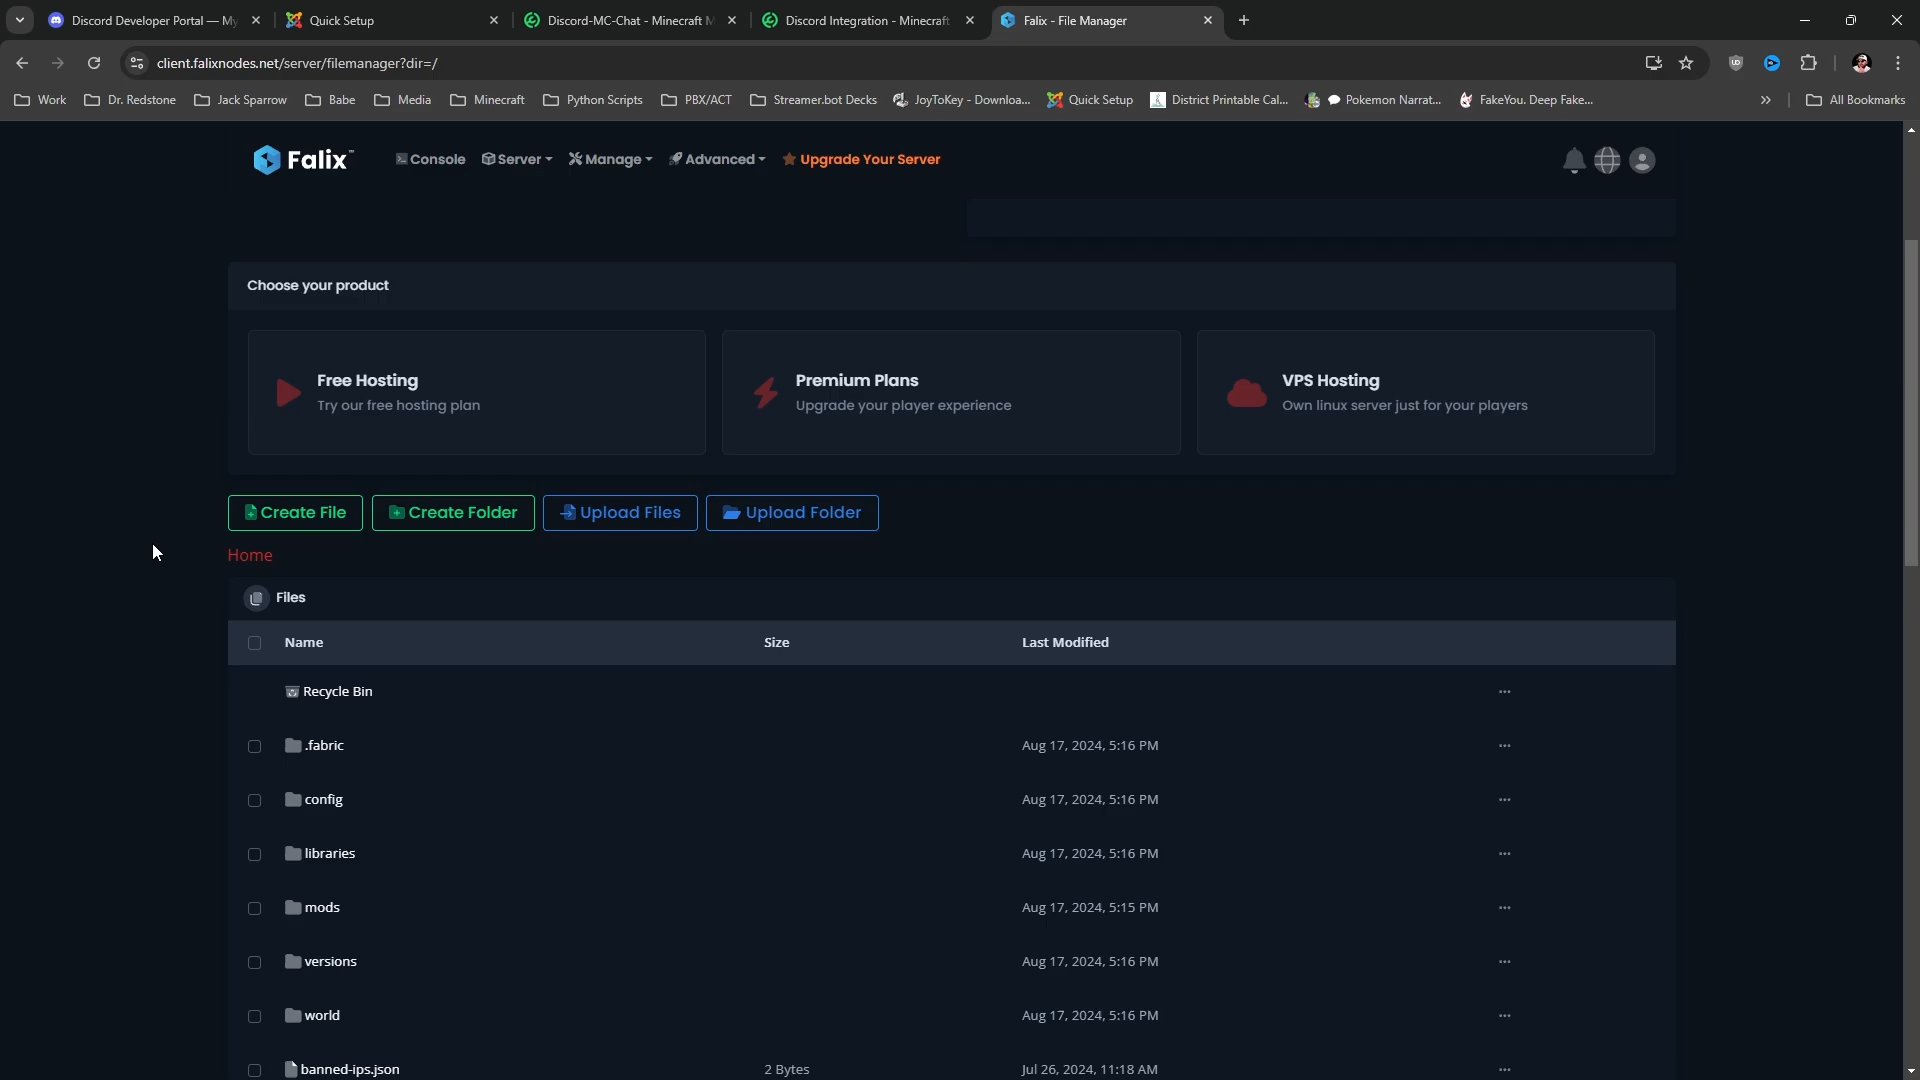 Discord Developer Portal — My
Quick Setup
Discord-MC-Chat - Minecraft M
Discord Integration - Minecraft
Falix - File Manager
client.falixnodes.net/server/filemanager?dir=/
Work
Dr. Redstone
Jack Sparrow
Babe
Media
Minecraft
Python Scripts
PBX/ACT
Streamer.bot Decks
JoyToKey - Downloa...
Quick Setup
District Printable Cal...
Pokemon Narrat...
FakeYou. Deep Fake...
All Bookmarks
Falix™
Console
Server
Manage
Advanced
Upgrade Your Server
Choose your product
Free Hosting
Try our free hosting plan
Premium Plans
Upgrade your player experience
VPS Hosting
Own linux server just for your players
Create File
Create Folder
Upload Files
Upload Folder
Home
Files
Name Size Last Modified
Recycle Bin
.fabric Aug 17, 2024, 5:16 PM
config Aug 17, 2024, 5:16 PM
libraries Aug 17, 2024, 5:16 PM
mods Aug 17, 2024, 5:15 PM
versions Aug 17, 2024, 5:16 PM
world Aug 17, 2024, 5:16 PM
banned-ips.json 2 Bytes Jul 26, 2024, 11:18 AM